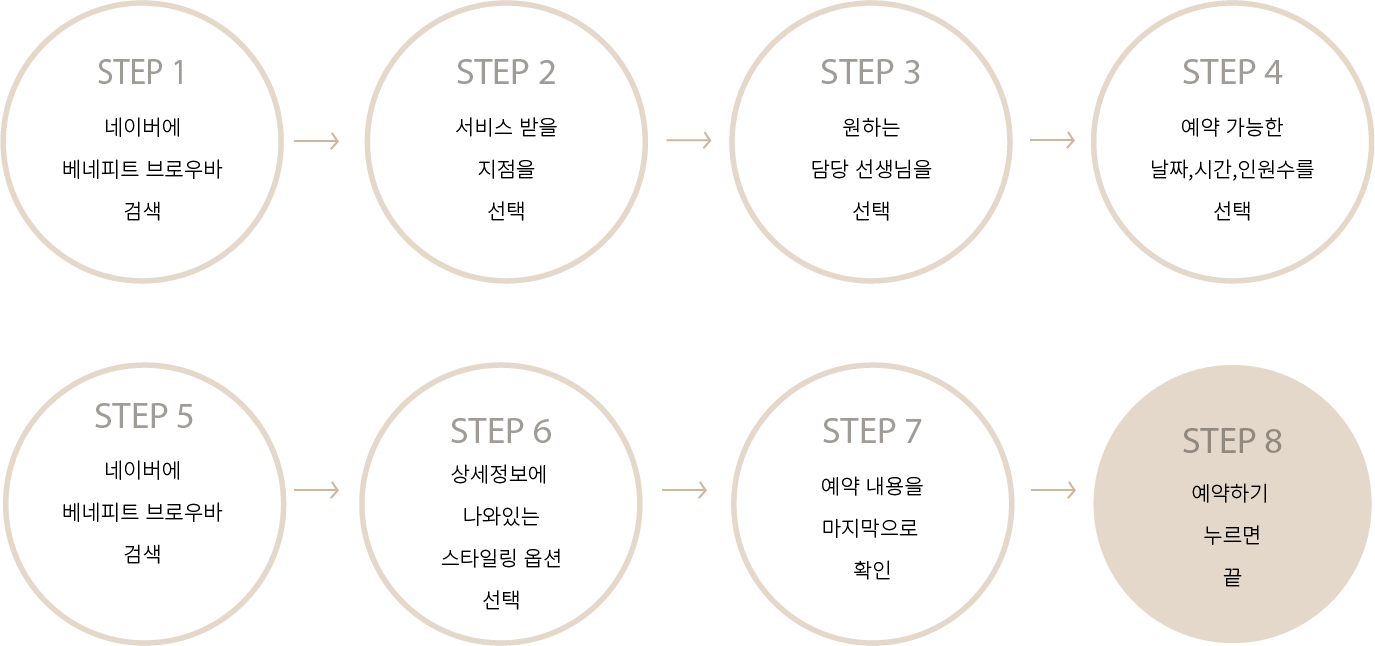 STEP 1
네이버에
베네피트 브로우바
검색
STEP 2
서비스 받을
지점을
선택
STEP 3
원하는
담당 선생님을
선택
STEP 4
예약 가능한
날짜,시간,인원수를
선택
STEP 5
네이버에
베네피트 브로우바
검색
STEP 6
상세정보에
나와있는
스타일링 옵션
선택
STEP 7
예약 내용을
마지막으로
확인
STEP 8
예약하기
누르면
끝